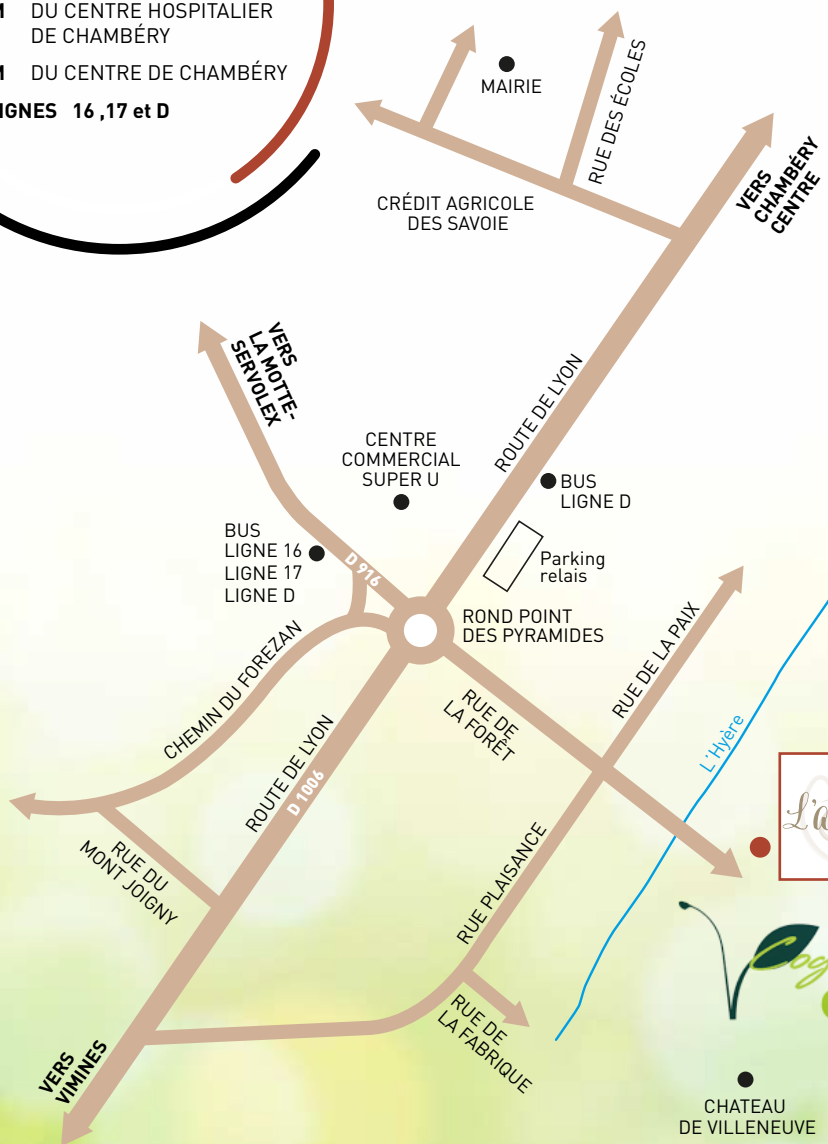 DU CENTRE HOSPITALIER
DE CHAMBÉRY
DU CENTRE DE CHAMBÉRY
16 ,17 et D
MAIRIE
RUE DES ÉCOLES
CRÉDIT AGRICOLE
DES SAVOIE
VERS
CHAMBÉRY
CENTRE
VERS
LA MOTTE-
SERVOLEX
CENTRE
COMMERCIAL
SUPER U
ROUTE DE LYON
BUS
LIGNE D
BUS
LIGNE 16
LIGNE 17
LIGNE D
D 916
Parking
relais
ROND POINT
DES PYRAMIDES
CHEMIN DU FOREZAN
RUE DE LA PAIX
RUE DE
LA FORÊT
L'Hyère
ROUTE DE LYON
D 1006
RUE DU
MONT JOIGNY
RUE PLAISANCE
RUE DE
LA FABRIQUE
VERS
VIMINES
CHATEAU
DE VILLENEUVE